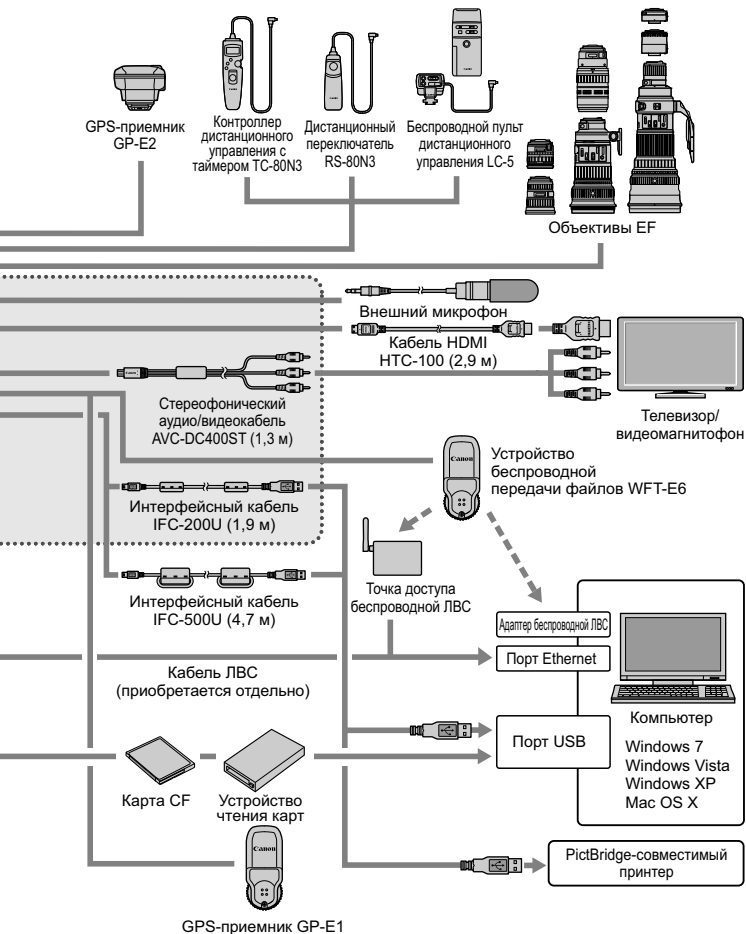 GPS-приемник
GP-E2
Контроллер
дистанционного
управления с
таймером TC-80N3
Дистанционный
переключатель
RS-80N3
Беспроводной пульт
дистанционного
управления LC-5
Объективы EF
Внешний микрофон
Кабель HDMI
HTC-100 (2,9 м)
Стереофонический
аудио/видеокабель
AVC-DC400ST (1,3 м)
Телевизор/
видеомагнитофон
Canon
Устройство
беспроводной
передачи файлов WFT-E6
Интерфейсный кабель
IFC-200U (1,9 м)
Интерфейсный кабель
IFC-500U (4,7 м)
Точка доступа
беспроводной ЛВС
Адаптер беспроводной ЛВС
Порт Ethernet
Кабель ЛВС
(приобретается отдельно)
Порт USB
Компьютер
Windows 7
Windows Vista
Windows XP
Mac OS X
Карта CF
Устройство
чтения карт
Canon
PictBridge-совместимый
принтер
GPS-приемник GP-E1